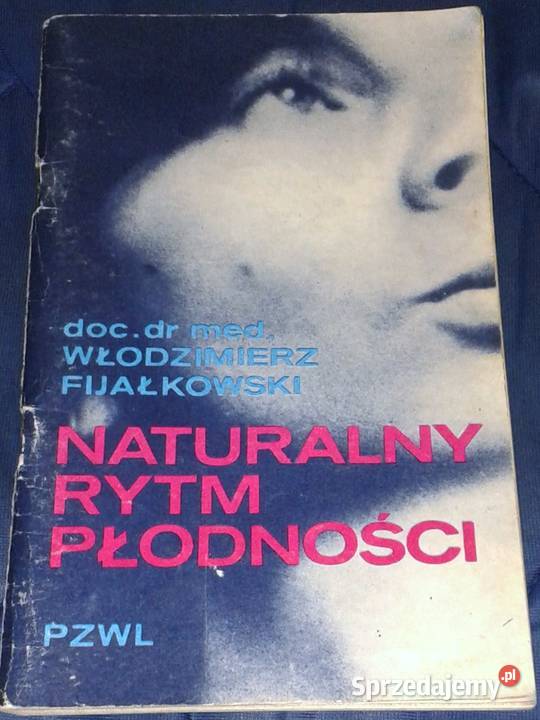 doc. dr med.
WŁODZIMIERZ
FIJAŁKOWSKI
NATURALNY
RYTM
PŁODNOŚCI
PZWL
Sprzedajemy.pl